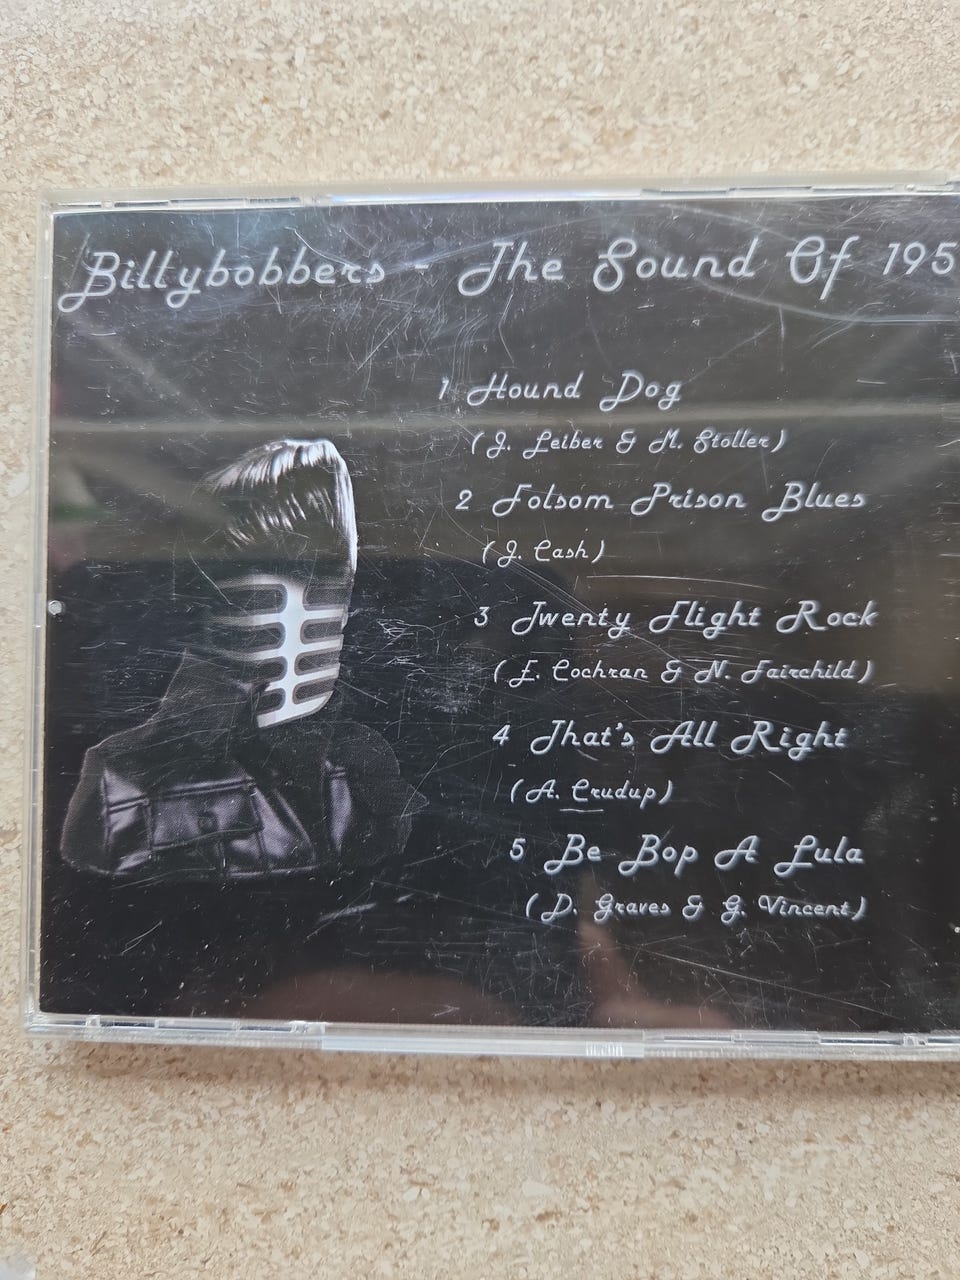 Billybobbers - The Sound Of 195
1 Hound Dog
(J. Leiber & M. Stoller)
2 Folsom Prison Blues
(J. Cash)
3 Twenty Flight Rock
(E. Cochran & N. Fairchild)
4 That's All Right
(A. Crudup)
5 Be Bop A Lula
(D. Graves & G. Vincent)